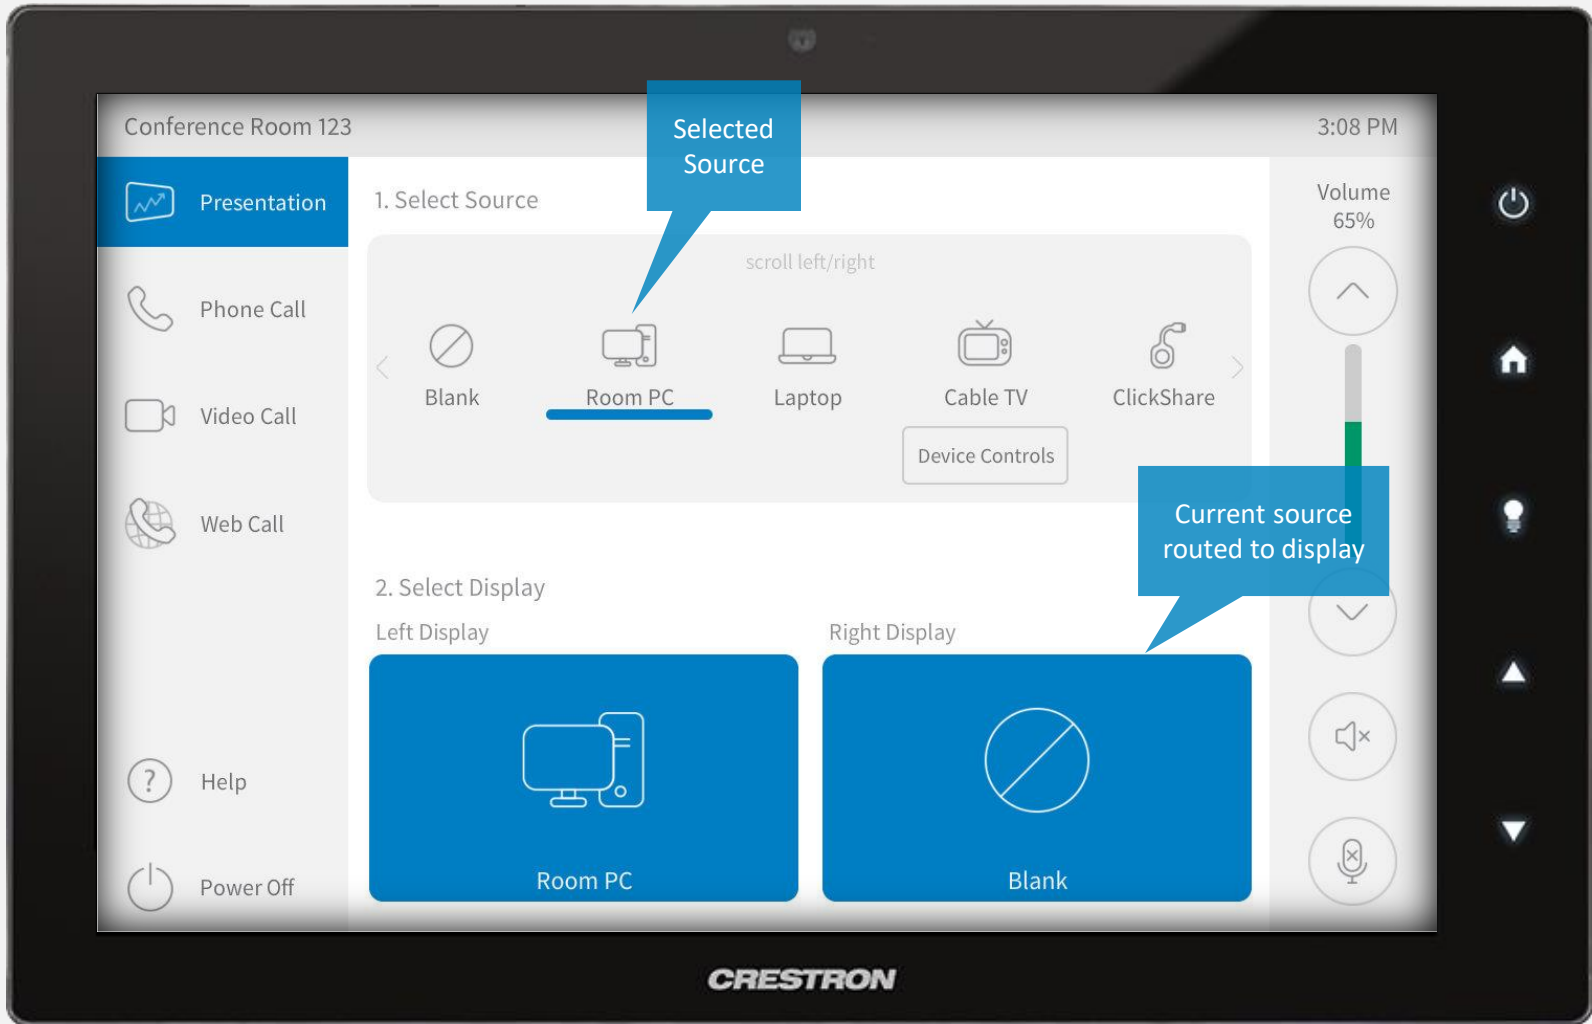 Conference Room 123
3:08 PM
Selected
Source
Presentation
Phone Call
Video Call
Web Call
Help
Power Off
1. Select Source
scroll left/right
Blank
Room PC
Laptop
Cable TV
ClickShare
Device Controls
Current source
routed to display
2. Select Display
Left Display
Right Display
Room PC
Blank
Volume
65%
CRESTRON